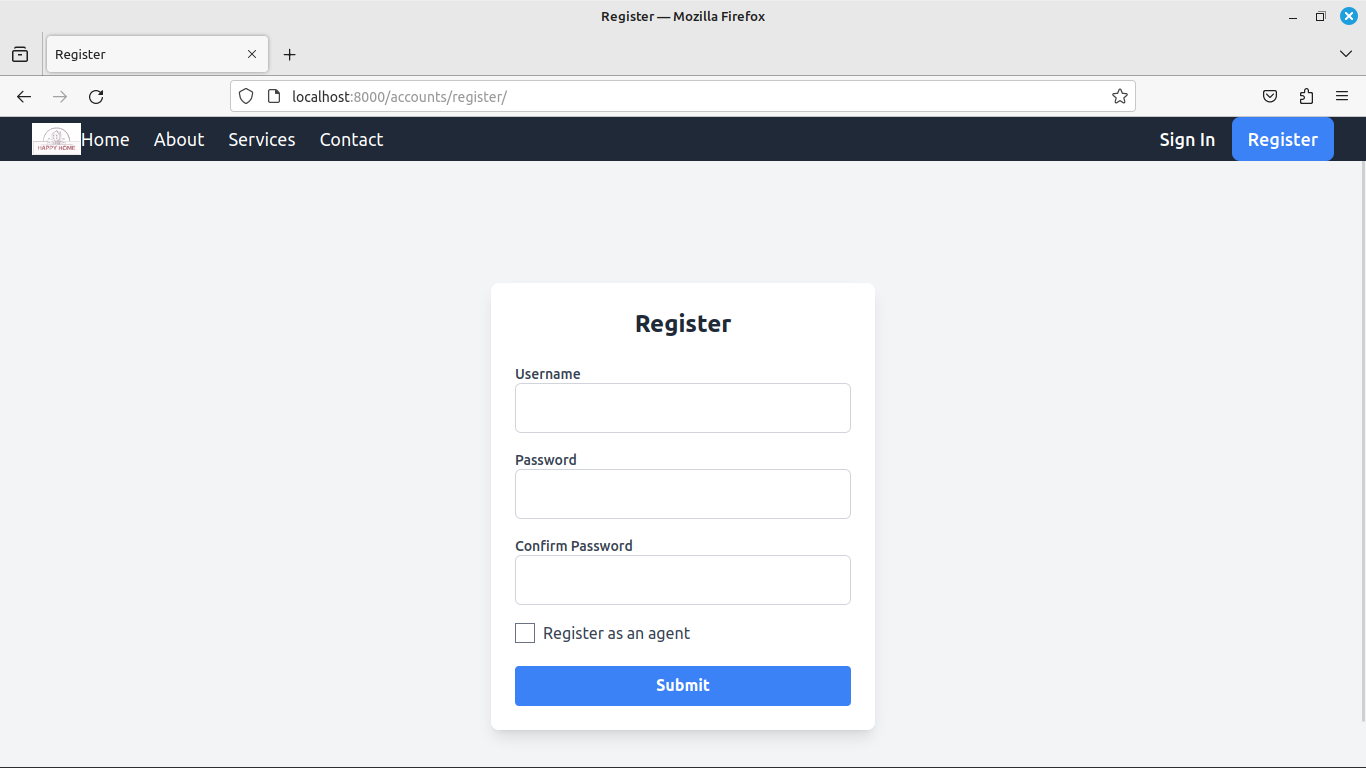 Register — Mozilla Firefox
Register
localhost:8000/accounts/register/
HAPPY HOME
Home About Services Contact Sign In Register
Register
Username
Password
Confirm Password
Register as an agent
Submit